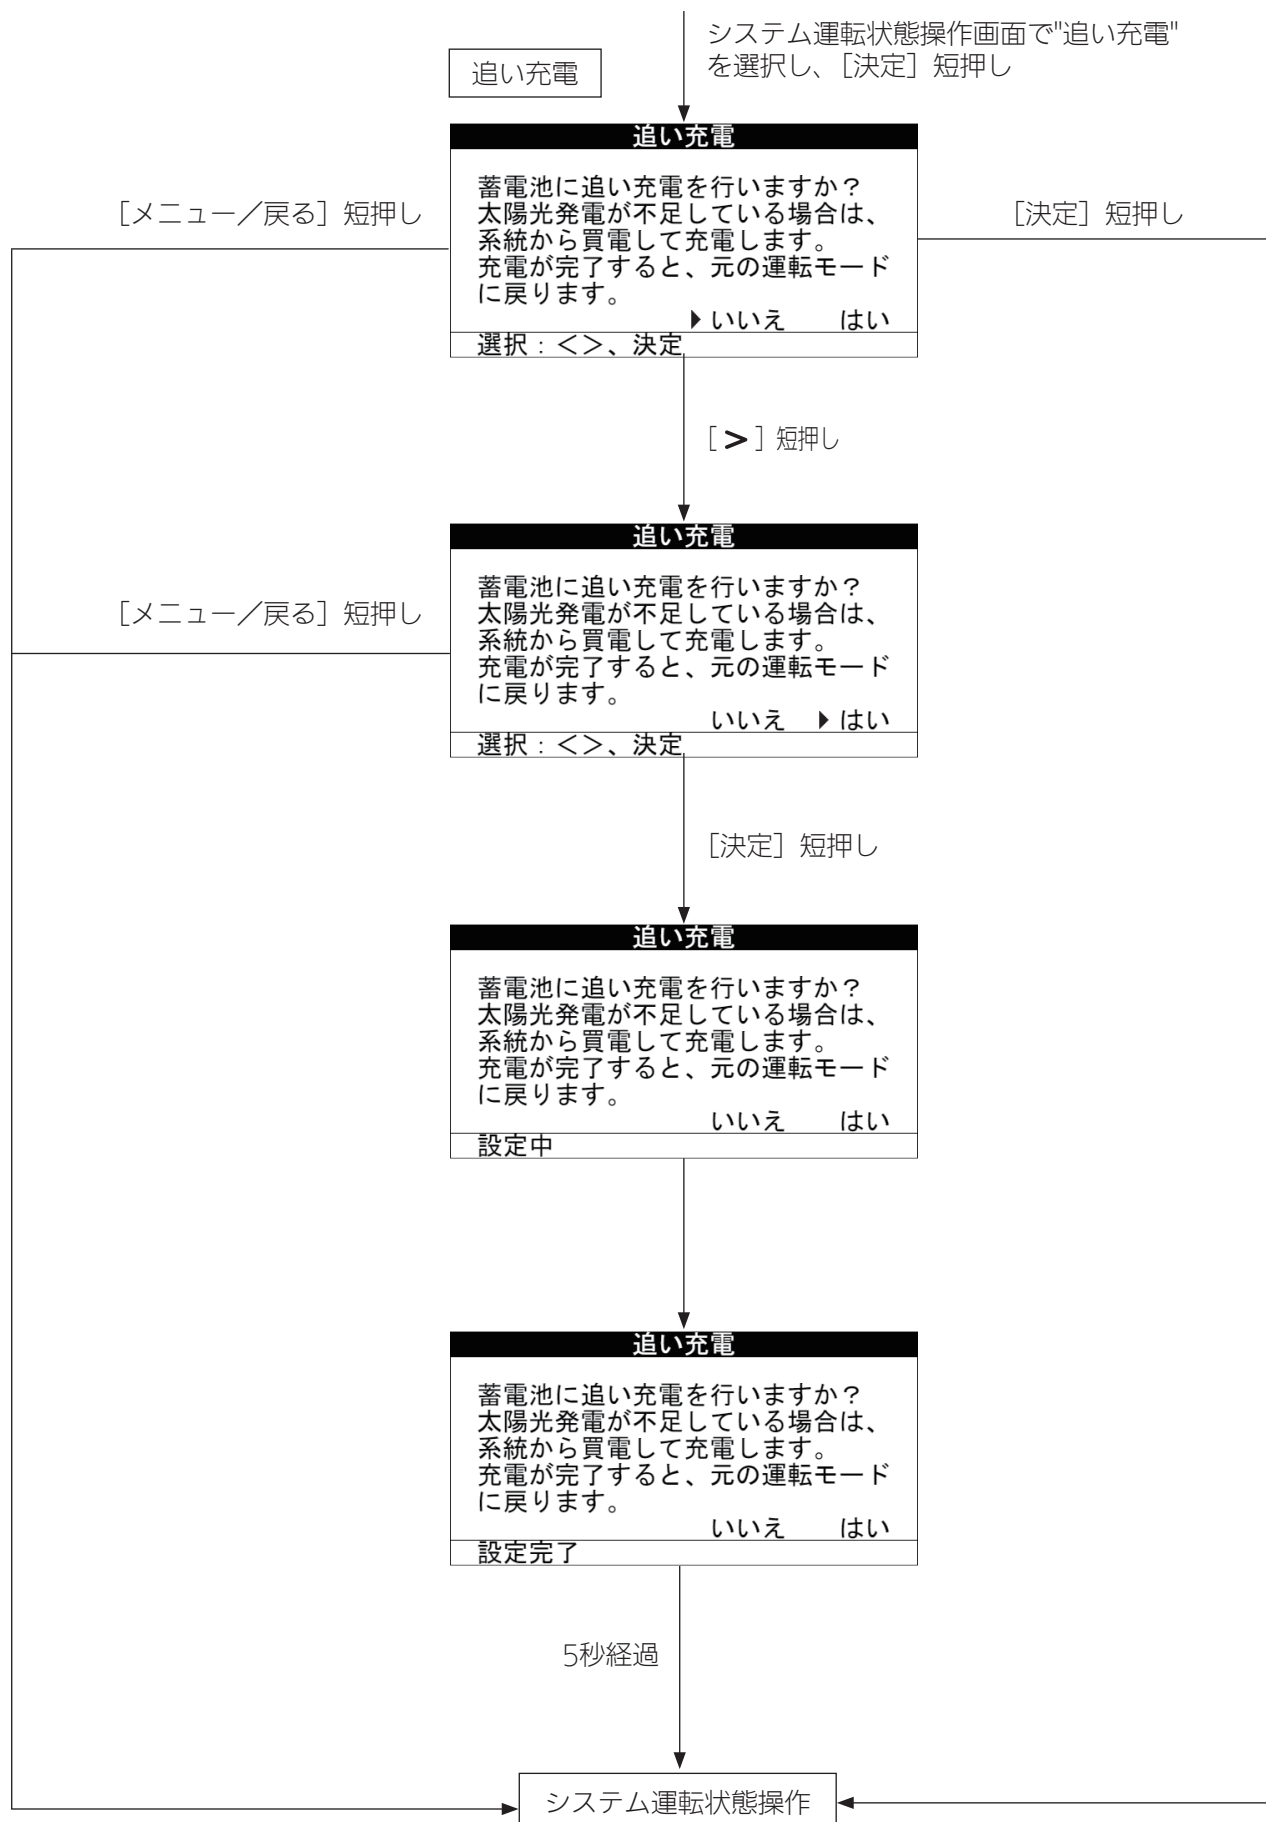 システム運転状態操作画面で"追い充電"
を選択し、［決定］短押し
追い充電
追い充電
蓄電池に追い充電を行いますか？
太陽光発電が不足している場合は、
系統から買電して充電します。
充電が完了すると、元の運転モード
に戻ります。
▶いいえ　はい
選択：＜＞、決定
［メニュー／戻る］短押し
［決定］短押し
［＞］短押し
追い充電
蓄電池に追い充電を行いますか？
太陽光発電が不足している場合は、
系統から買電して充電します。
充電が完了すると、元の運転モード
に戻ります。
いいえ　▶はい
選択：＜＞、決定
［メニュー／戻る］短押し
［決定］短押し
追い充電
蓄電池に追い充電を行いますか？
太陽光発電が不足している場合は、
系統から買電して充電します。
充電が完了すると、元の運転モード
に戻ります。
いいえ　はい
設定中
追い充電
蓄電池に追い充電を行いますか？
太陽光発電が不足している場合は、
系統から買電して充電します。
充電が完了すると、元の運転モード
に戻ります。
いいえ　はい
設定完了
5秒経過
システム運転状態操作